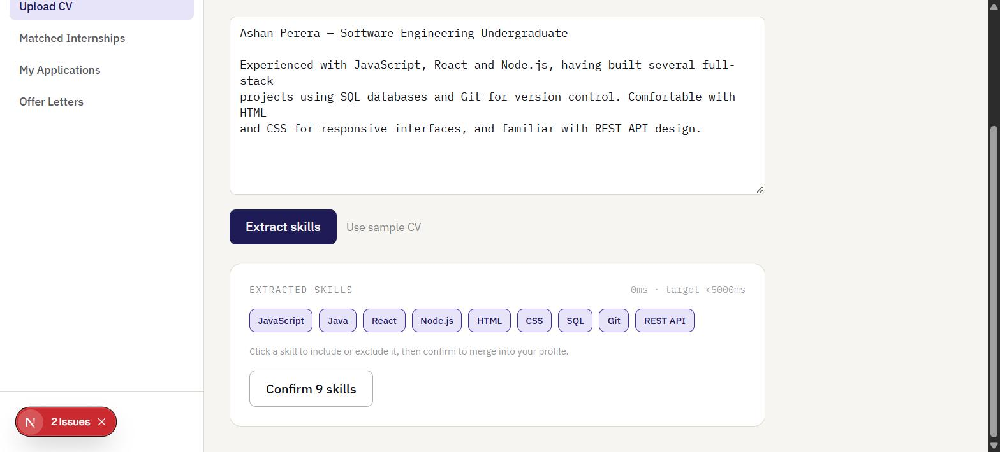 Upload CV
Matched Internships
My Applications
Offer Letters
Ashan Perera — Software Engineering Undergraduate
Experienced with JavaScript, React and Node.js, having built several full-
stack
projects using SQL databases and Git for version control. Comfortable with
HTML
and CSS for responsive interfaces, and familiar with REST API design.
Extract skills
Use sample CV
EXTRACTED SKILLS
0ms · target <5000ms
JavaScript Java React Node.js HTML CSS SQL Git REST API
Click a skill to include or exclude it, then confirm to merge into your profile.
Confirm 9 skills
N 2 Issues